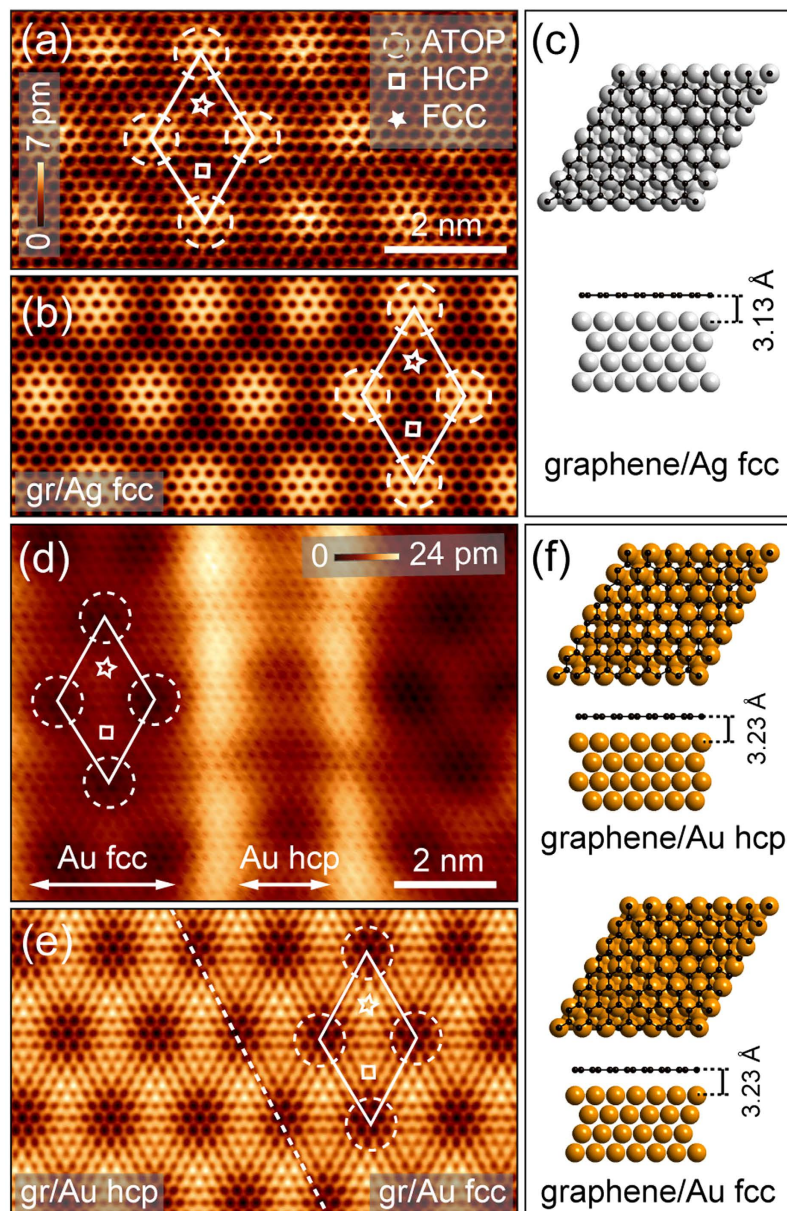 (a)
ATOP
HCP
FCC
0 7 pm
2 nm
(b)
gr/Ag fcc
(c)
3.13 Å
graphene/Ag fcc
(d)
0 24 pm
Au fcc
Au hcp
2 nm
(e)
gr/Au hcp
gr/Au fcc
(f)
3.23 Å
graphene/Au hcp
3.23 Å
graphene/Au fcc